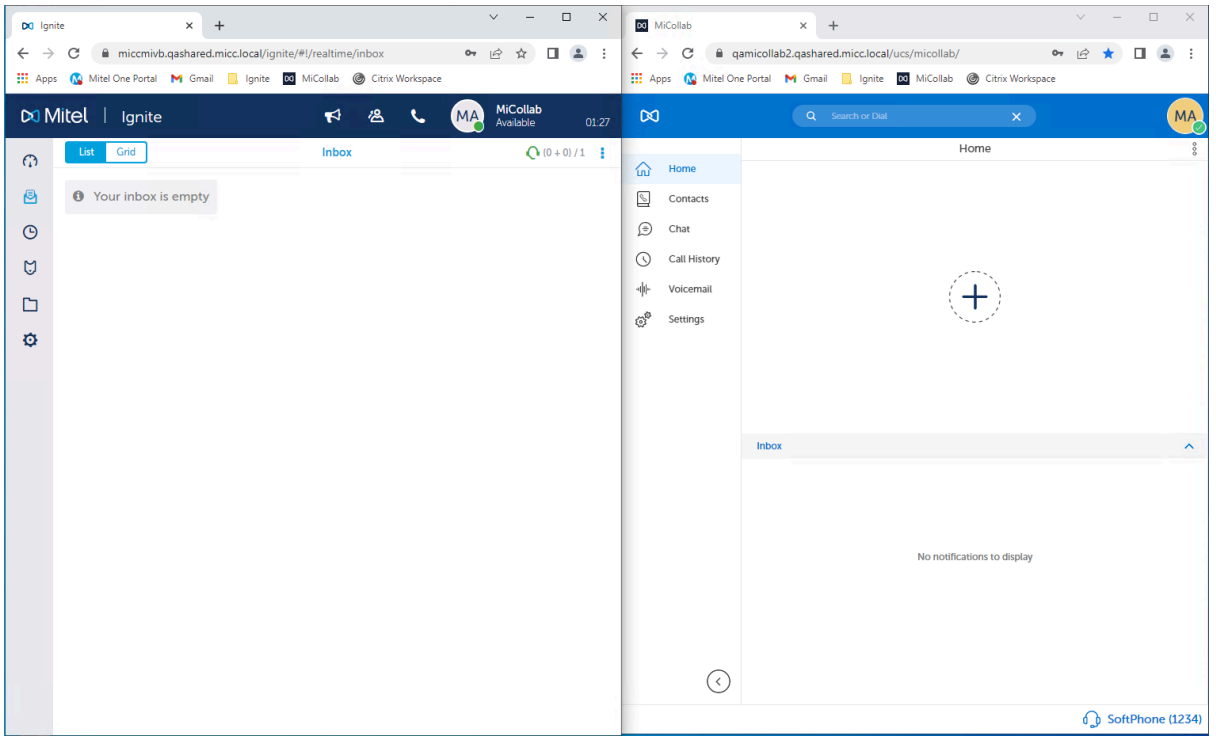 Ignite
miccmivb.qashared.micc.local/ignite/#!/realtime/inbox
Apps Mitel One Portal Gmail Ignite MiCollab Citrix Workspace
Mitel | Ignite
MA
MiCollab
Available
01:27
List Grid
Inbox
(0 + 0) / 1
Your inbox is empty
MiCollab
qamicollab2.qashared.micc.local/ucs/micollab/
Apps Mitel One Portal Gmail Ignite MiCollab Citrix Workspace
Search or Dial
MA
Home
Home
Contacts
Chat
Call History
Voicemail
Settings
Inbox
No notifications to display
SoftPhone (1234)